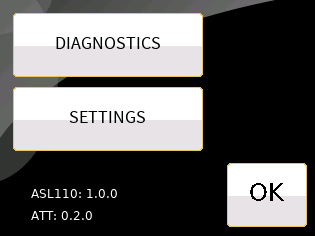 DIAGNOSTICS
SETTINGS
ASL110: 1.0.0
ATT: 0.2.0
OK